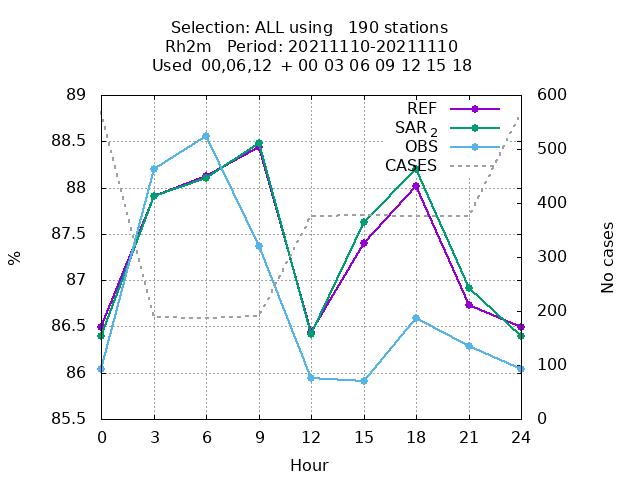 Selection: ALL using   190 stations
Rh2m   Period: 20211110-20211110
Used  00,06,12  + 00 03 06 09 12 15 18
REF
SAR 2
OBS
CASES
89
88.5
88
87.5
87
86.5
86
85.5
600
500
400
300
200
100
0
%
No cases
0 3 6 9 12 15 18 21 24
Hour